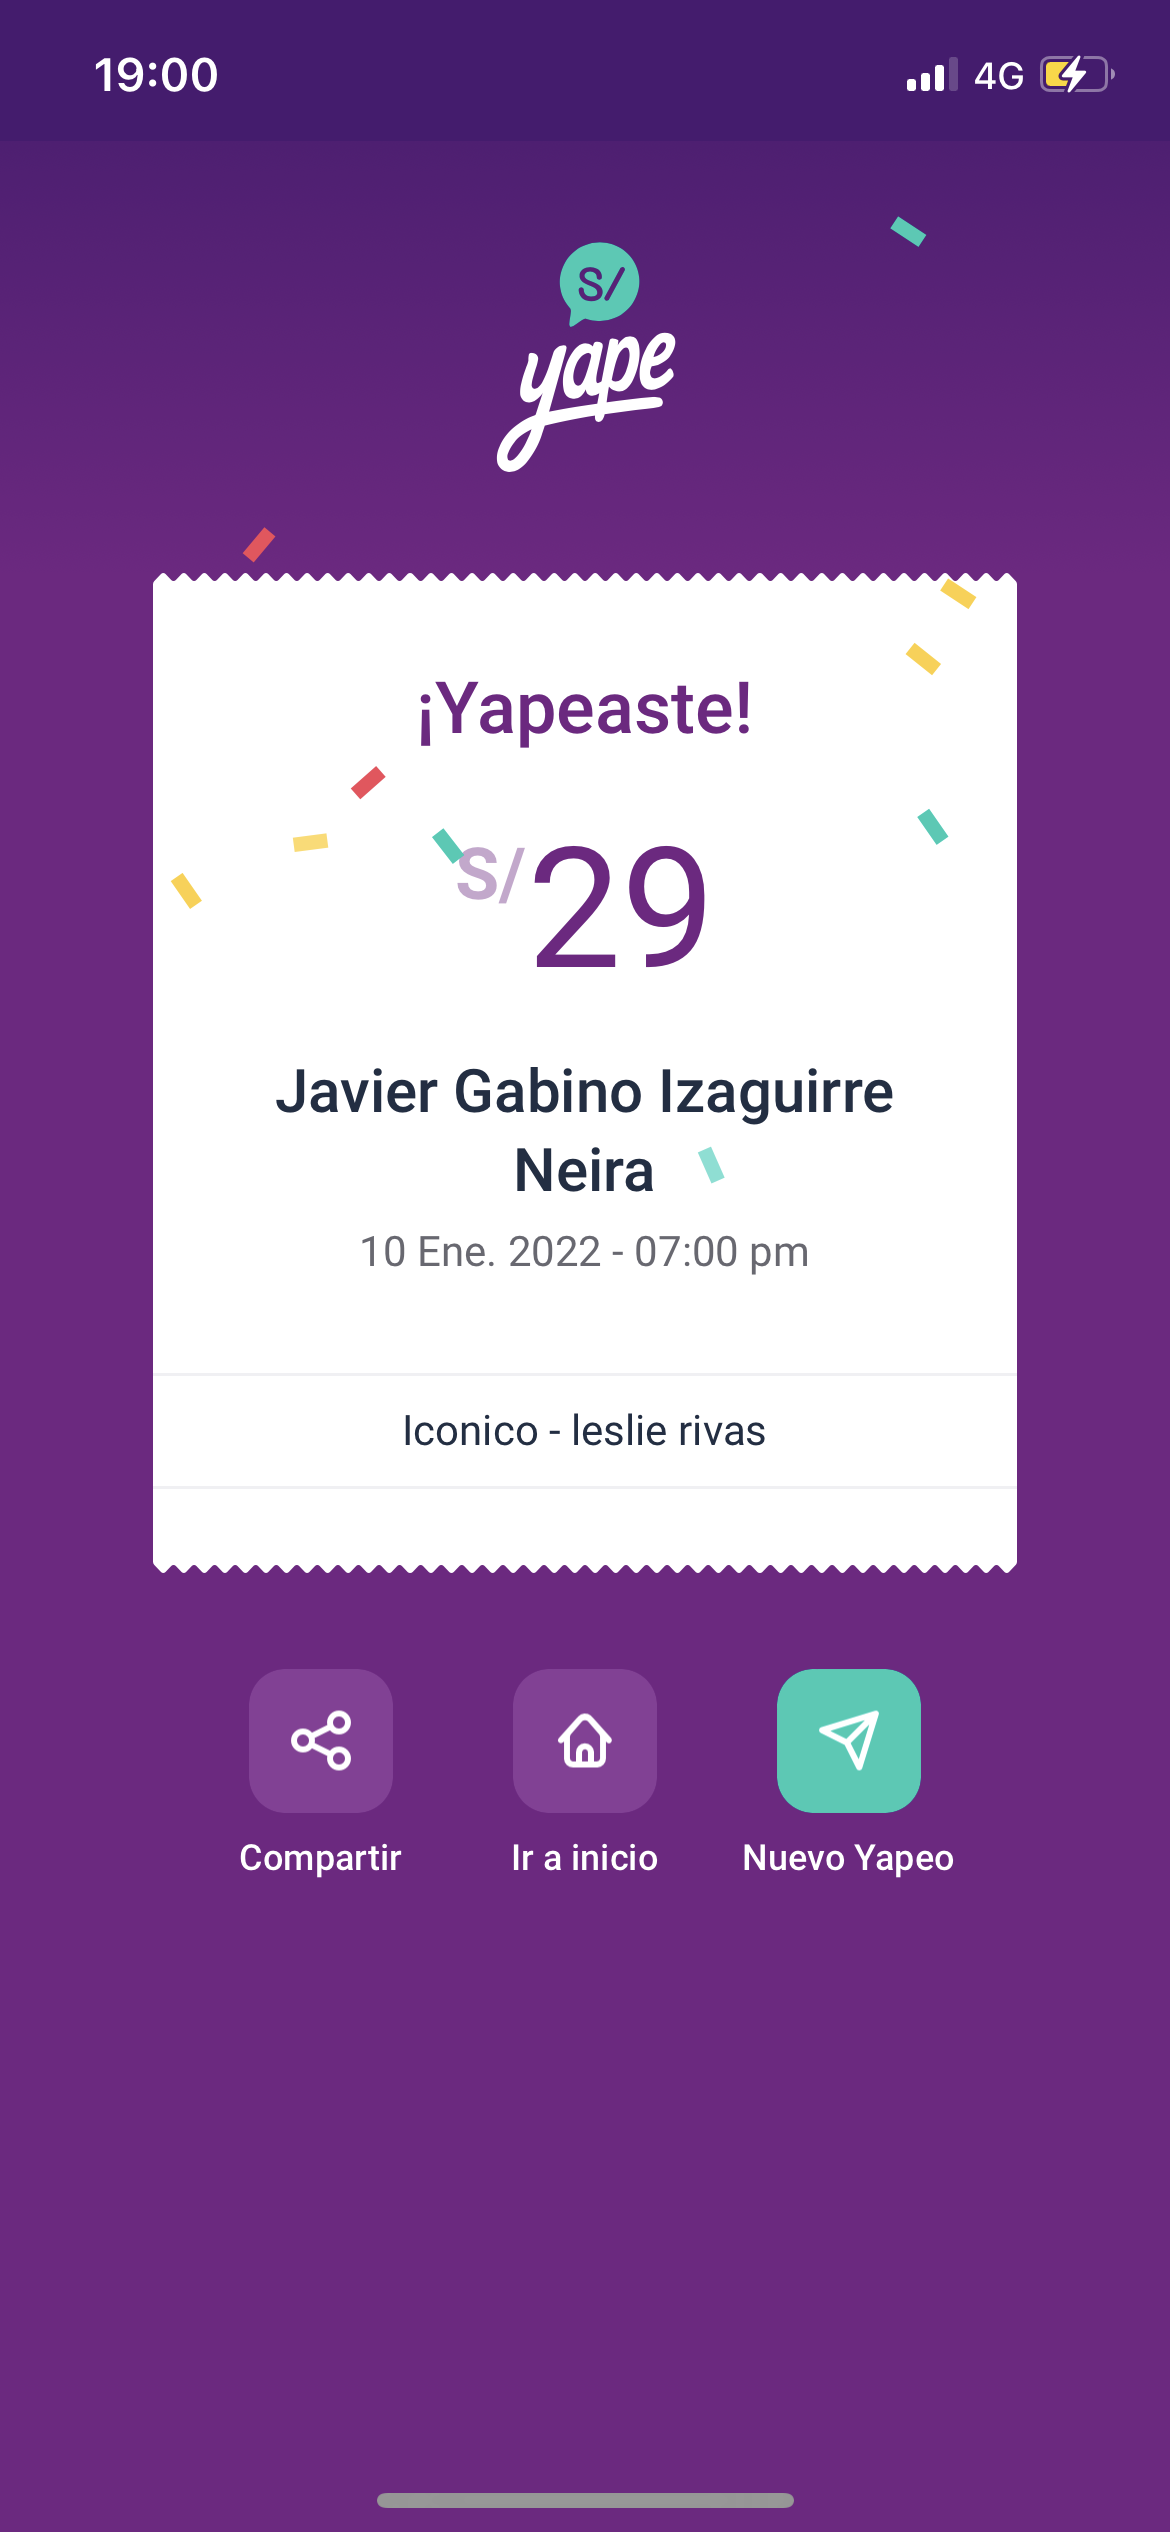 19:00 4G
S/
yape
¡Yapeaste!
S/29
Javier Gabino Izaguirre
Neira
10 Ene. 2022 - 07:00 pm
Iconico - leslie rivas
Compartir Ir a inicio Nuevo Yapeo